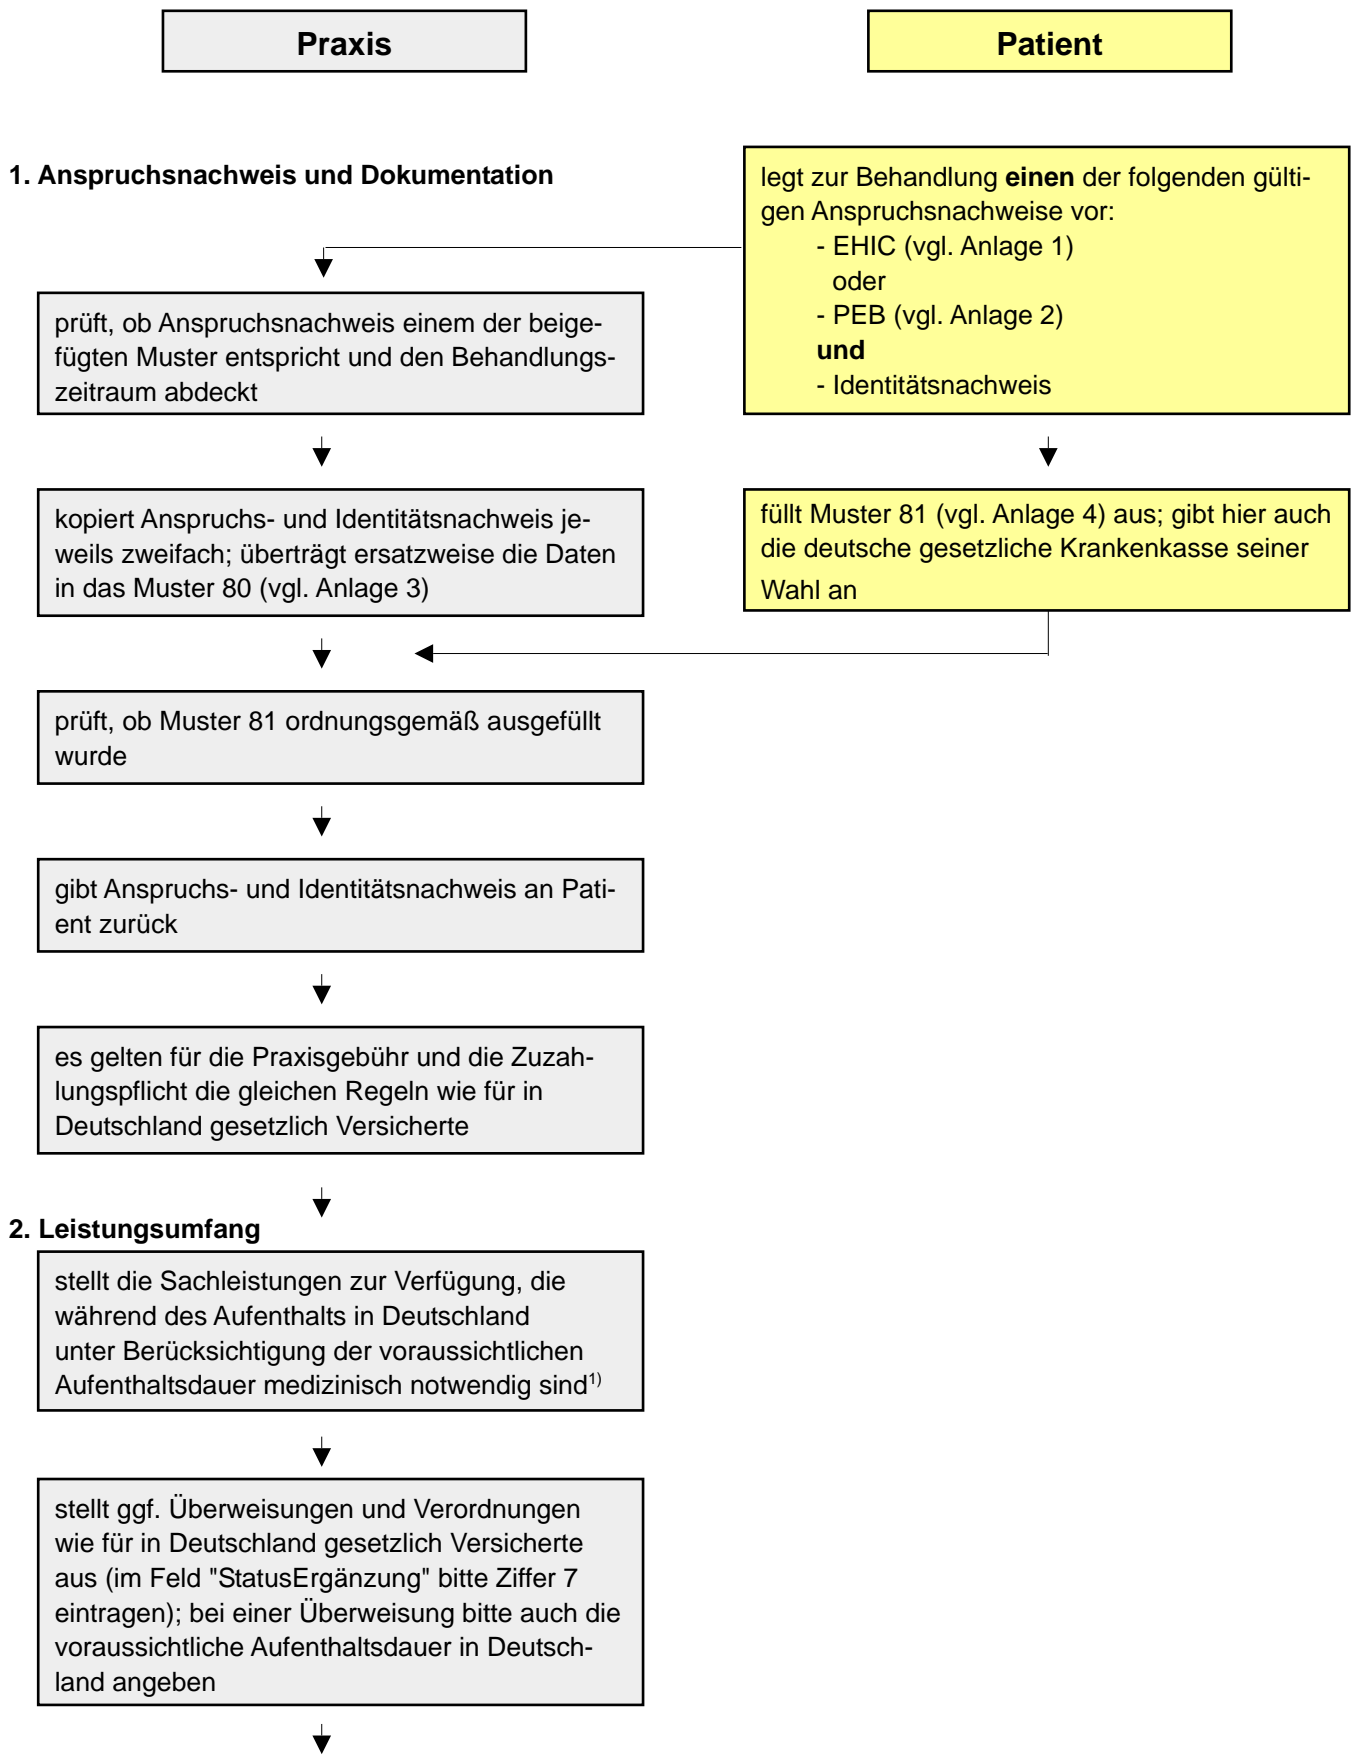 Praxis
Patient
1. Anspruchsnachweis und Dokumentation
legt zur Behandlung einen der folgenden gülti-
gen Anspruchsnachweise vor:
- EHIC (vgl. Anlage 1)
oder
- PEB (vgl. Anlage 2)
und
- Identitätsnachweis
prüft, ob Anspruchsnachweis einem der beige-
fügten Muster entspricht und den Behandlungs-
zeitraum abdeckt
kopiert Anspruchs- und Identitätsnachweis je-
weils zweifach; überträgt ersatzweise die Daten
in das Muster 80 (vgl. Anlage 3)
füllt Muster 81 (vgl. Anlage 4) aus; gibt hier auch
die deutsche gesetzliche Krankenkasse seiner
Wahl an
prüft, ob Muster 81 ordnungsgemäß ausgefüllt
wurde
gibt Anspruchs- und Identitätsnachweis an Pati-
ent zurück
es gelten für die Praxisgebühr und die Zuzah-
lungspflicht die gleichen Regeln wie für in
Deutschland gesetzlich Versicherte
2. Leistungsumfang
stellt die Sachleistungen zur Verfügung, die
während des Aufenthalts in Deutschland
unter Berücksichtigung der voraussichtlichen
Aufenthaltsdauer medizinisch notwendig sind1)
stellt ggf. Überweisungen und Verordnungen
wie für in Deutschland gesetzlich Versicherte
aus (im Feld "StatusErgänzung" bitte Ziffer 7
eintragen); bei einer Überweisung bitte auch die
voraussichtliche Aufenthaltsdauer in Deutsch-
land angeben